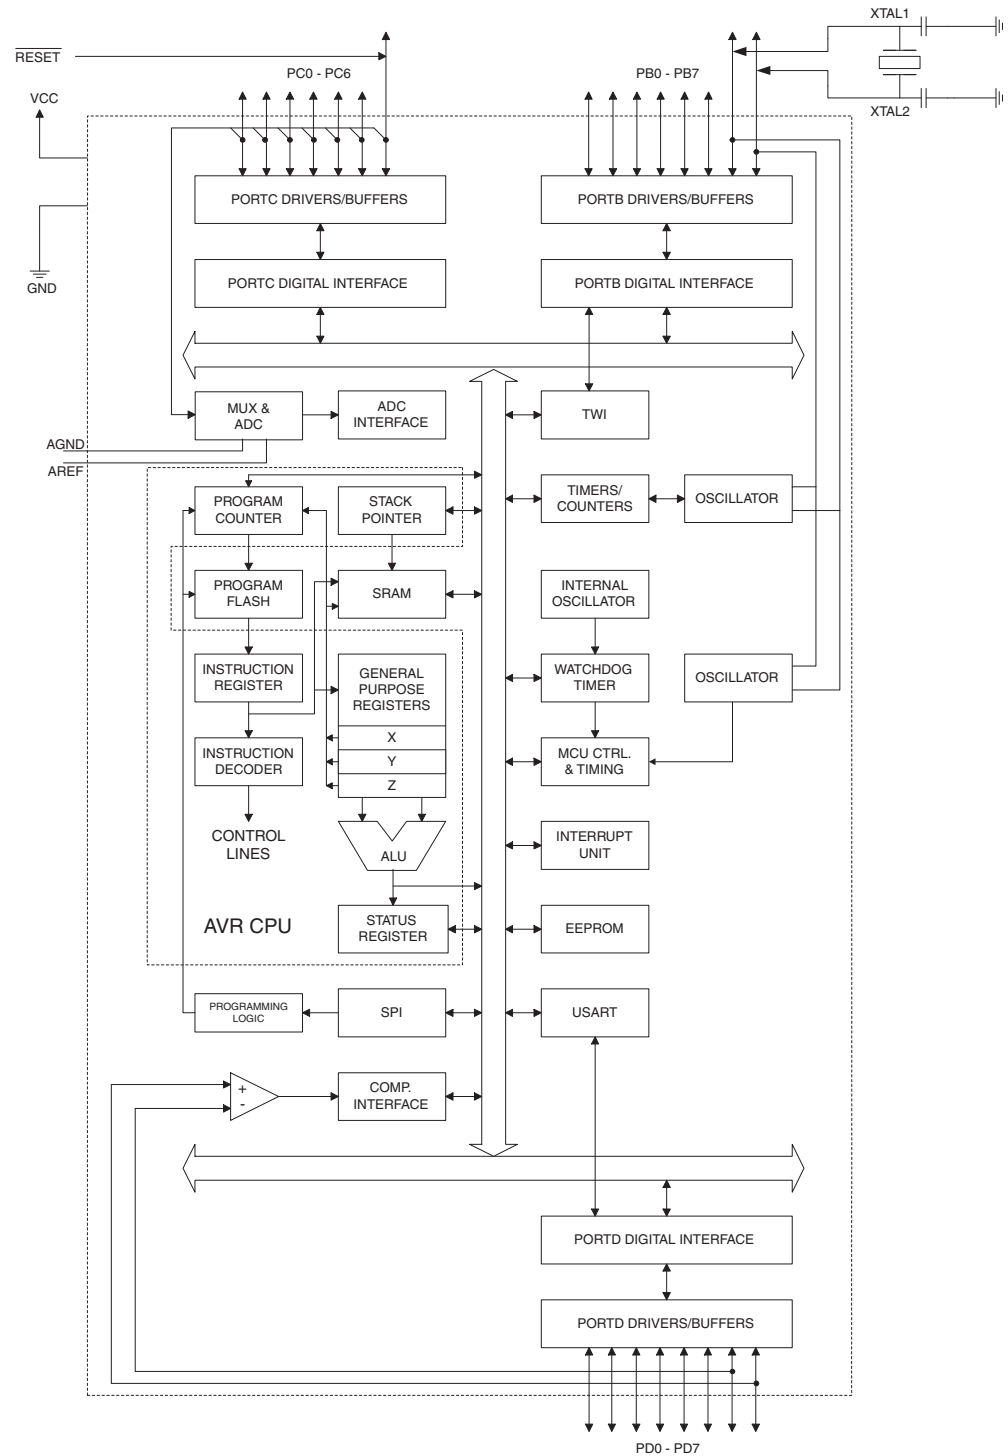 XTAL1
RESET
PC0 - PC6
PB0 - PB7
VCC
XTAL2
PORTC DRIVERS/BUFFERS
PORTB DRIVERS/BUFFERS
PORTC DIGITAL INTERFACE
PORTB DIGITAL INTERFACE
GND
MUX &
ADC
ADC
INTERFACE
TWI
AGND
AREF
PROGRAM
COUNTER
STACK
POINTER
TIMERS/
COUNTERS
OSCILLATOR
PROGRAM
FLASH
SRAM
INTERNAL
OSCILLATOR
INSTRUCTION
REGISTER
GENERAL
PURPOSE
REGISTERS
WATCHDOG
TIMER
OSCILLATOR
X
Y
Z
INSTRUCTION
DECODER
MCU CTRL.
& TIMING
CONTROL
LINES
ALU
INTERRUPT
UNIT
AVR CPU
STATUS
REGISTER
EEPROM
PROGRAMMING
LOGIC
SPI
USART
+
-
COMP.
INTERFACE
PORTD DIGITAL INTERFACE
PORTD DRIVERS/BUFFERS
PD0 - PD7